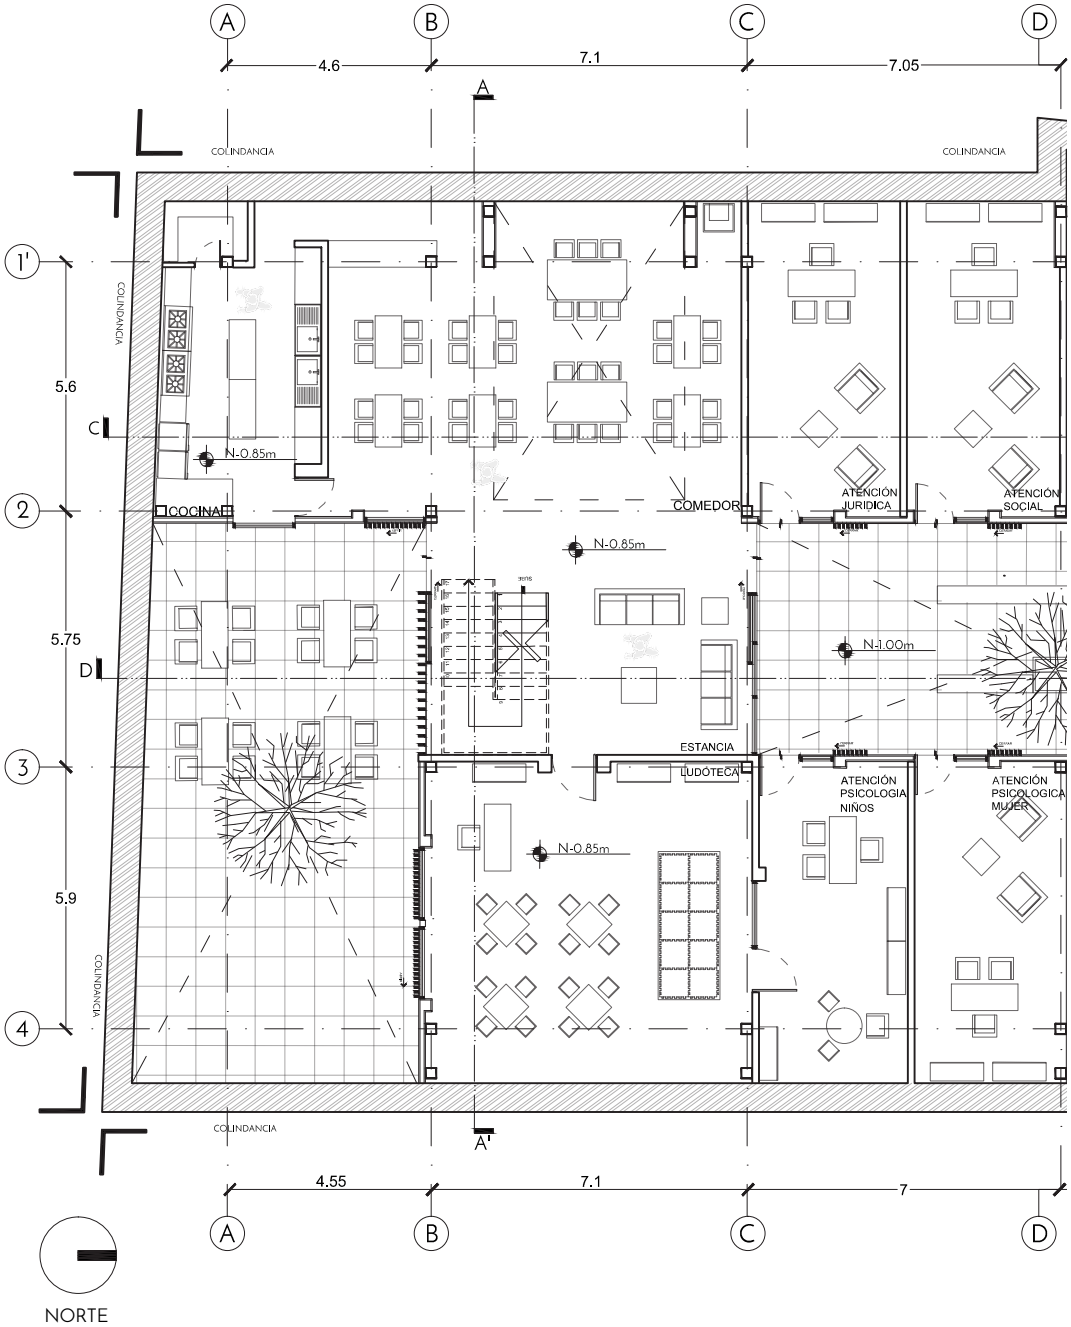 A
B
C
D
4.6
7.1
7.05
A
COLINDANCIA
COLINDANCIA
1'
COLINDANCIA
5.6
C
N-0.85m
2
COCINA
COMEDOR
ATENCIÓN
JURIDICA
ATENCIÓN
SOCIAL
N-0.85m
SUBE
5.75
N-1.00m
D
ESTANCIA
3
LUDOTECA
ATENCIÓN
PSICOLOGIA
NIÑOS
ATENCIÓN
PSICOLOGICA
MUJER
N-0.85m
5.9
COLINDANCIA
4
COLINDANCIA
A'
4.55
7.1
7
A
B
C
D
NORTE